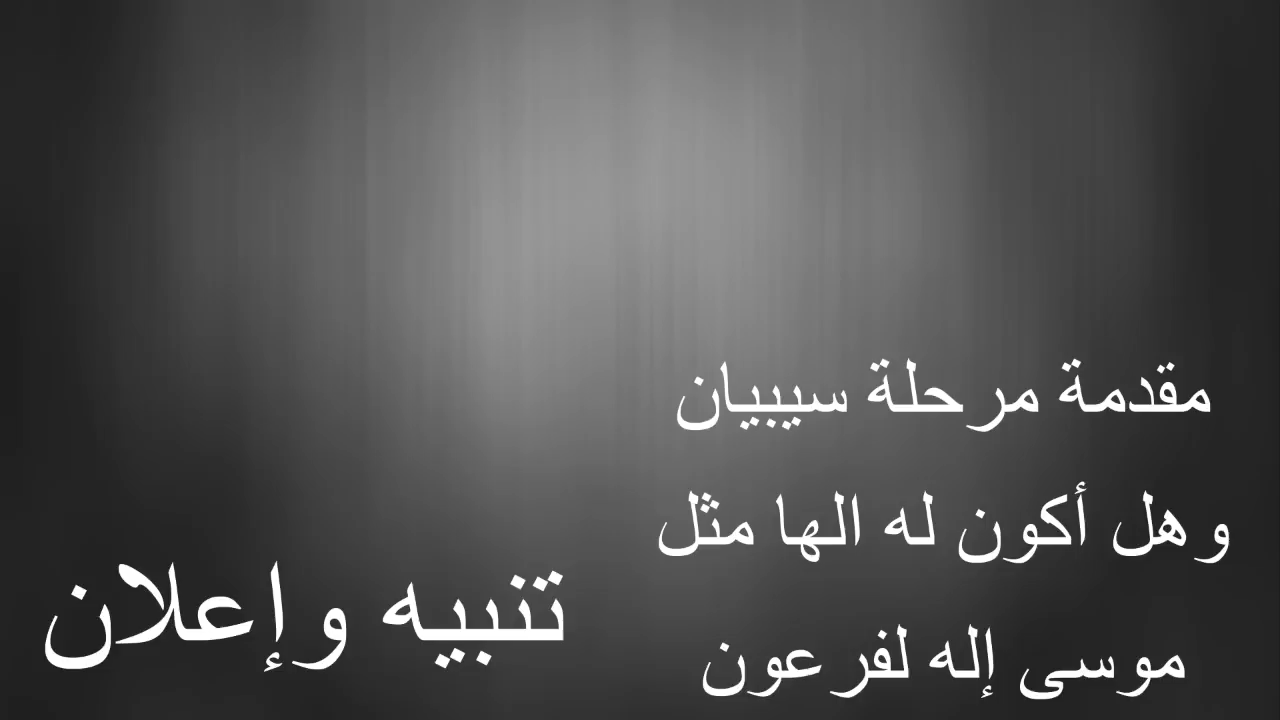 مقدمة مرحلة سيبيان
وهل أكون له الها مثل
موسى إله لفرعون
تنبيه وإعلان